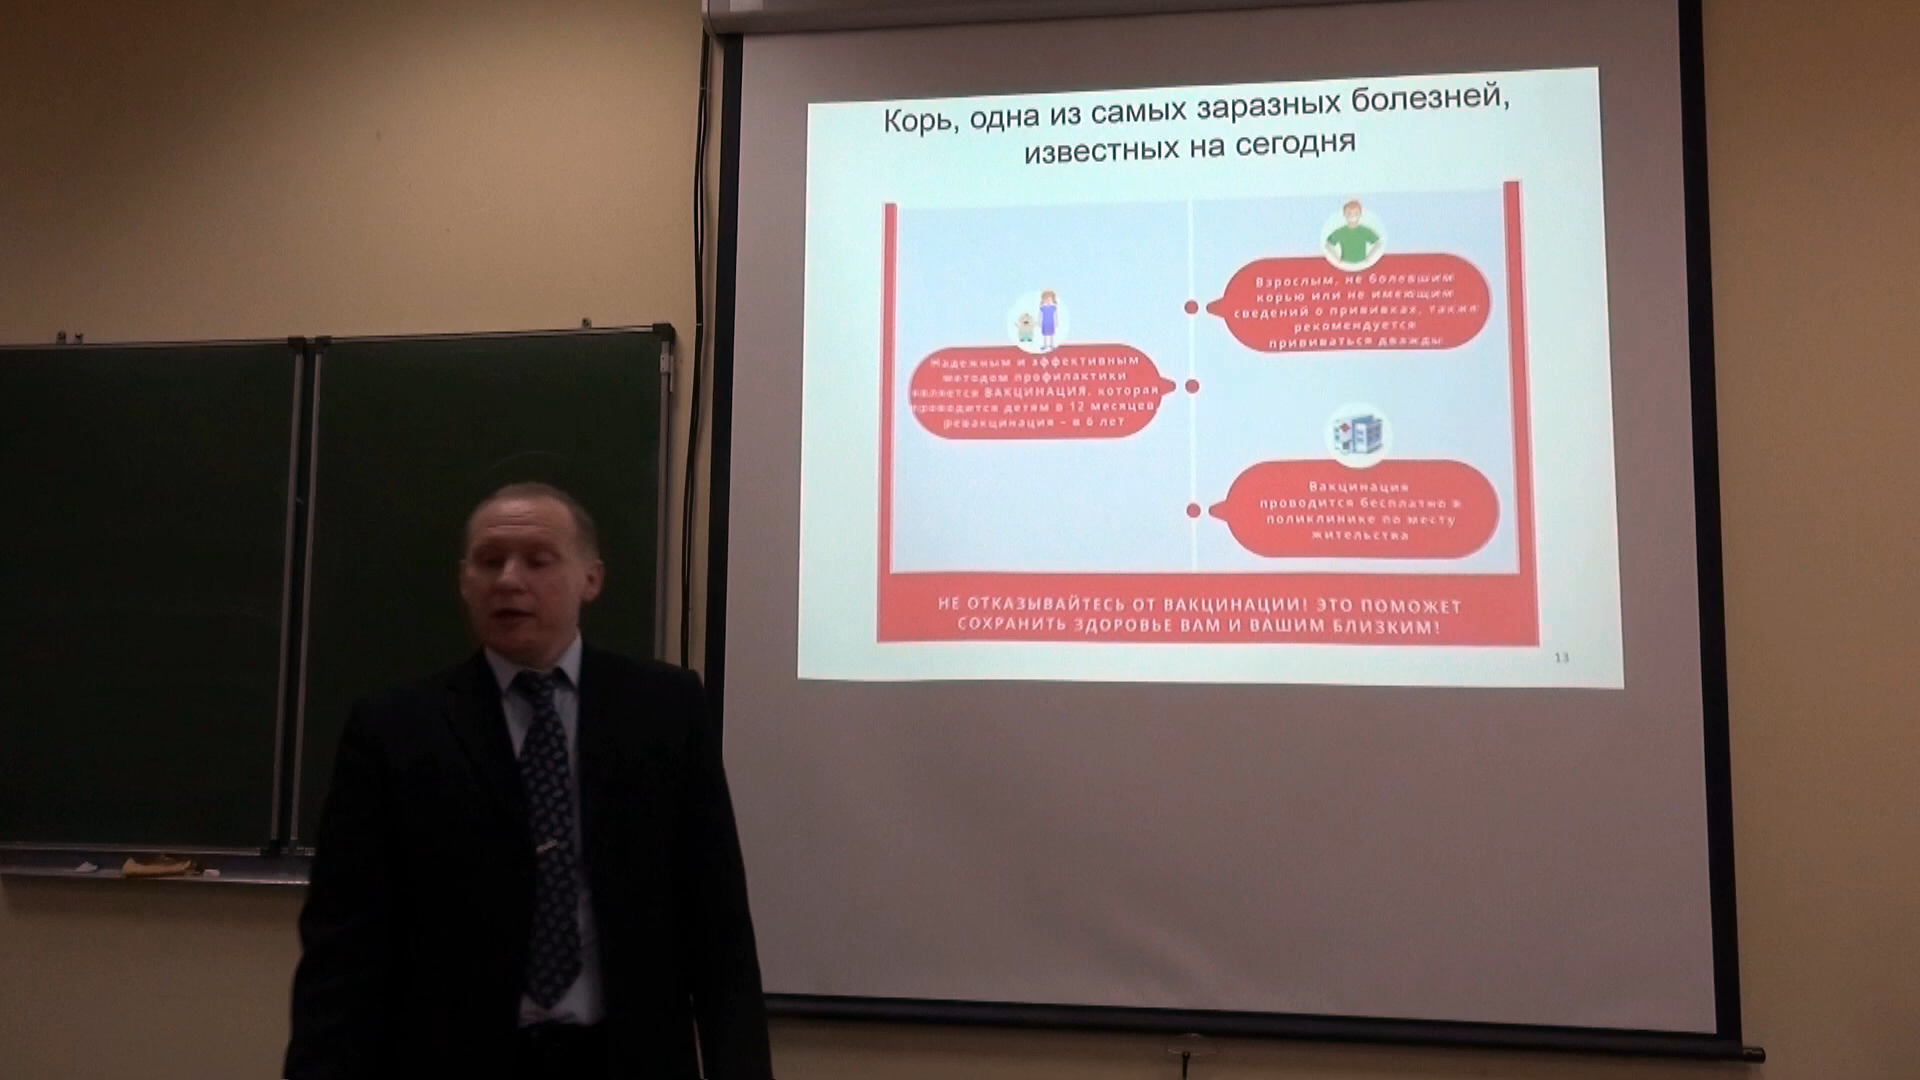 Корь, одна из самых заразных болезней,
известных на сегодня
Взрослым, не болевшим
корью или не имеющим
сведений о прививках, также
рекомендуется
прививаться дважды
Надежным и эффективным
методом профилактики
является ВАКЦИНАЦИЯ, которая
проводится детям в 12 месяцев,
ревакцинация – в 6 лет
Вакцинация
проводится бесплатно в
поликлинике по месту
жительства
НЕ ОТКАЗЫВАЙТЕСЬ ОТ ВАКЦИНАЦИИ! ЭТО ПОМОЖЕТ
СОХРАНИТЬ ЗДОРОВЬЕ ВАМ И ВАШИМ БЛИЗКИМ!
13